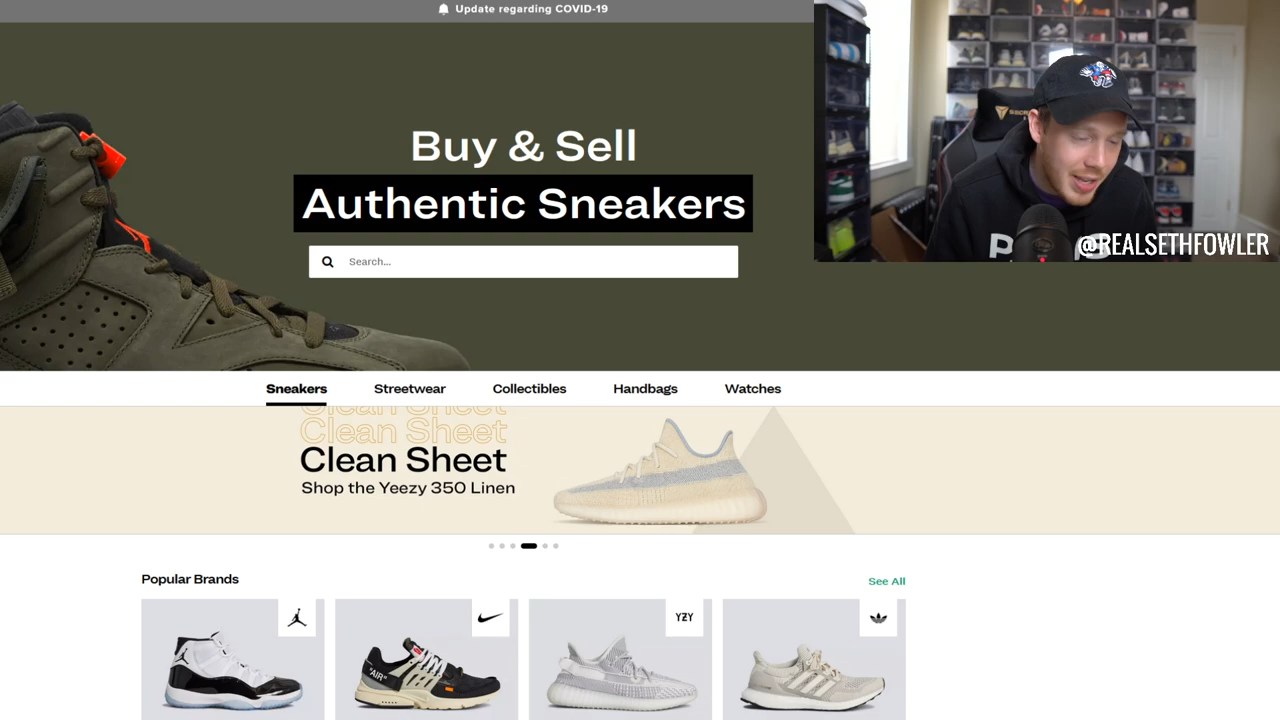 Update regarding COVID-19
Buy & Sell
Authentic Sneakers
Search...
@REALSETHFOWLER
Sneakers
Streetwear
Collectibles
Handbags
Watches
Clean Sheet
Clean Sheet
Clean Sheet
Shop the Yeezy 350 Linen
Popular Brands
See All
YZY
"AIR"